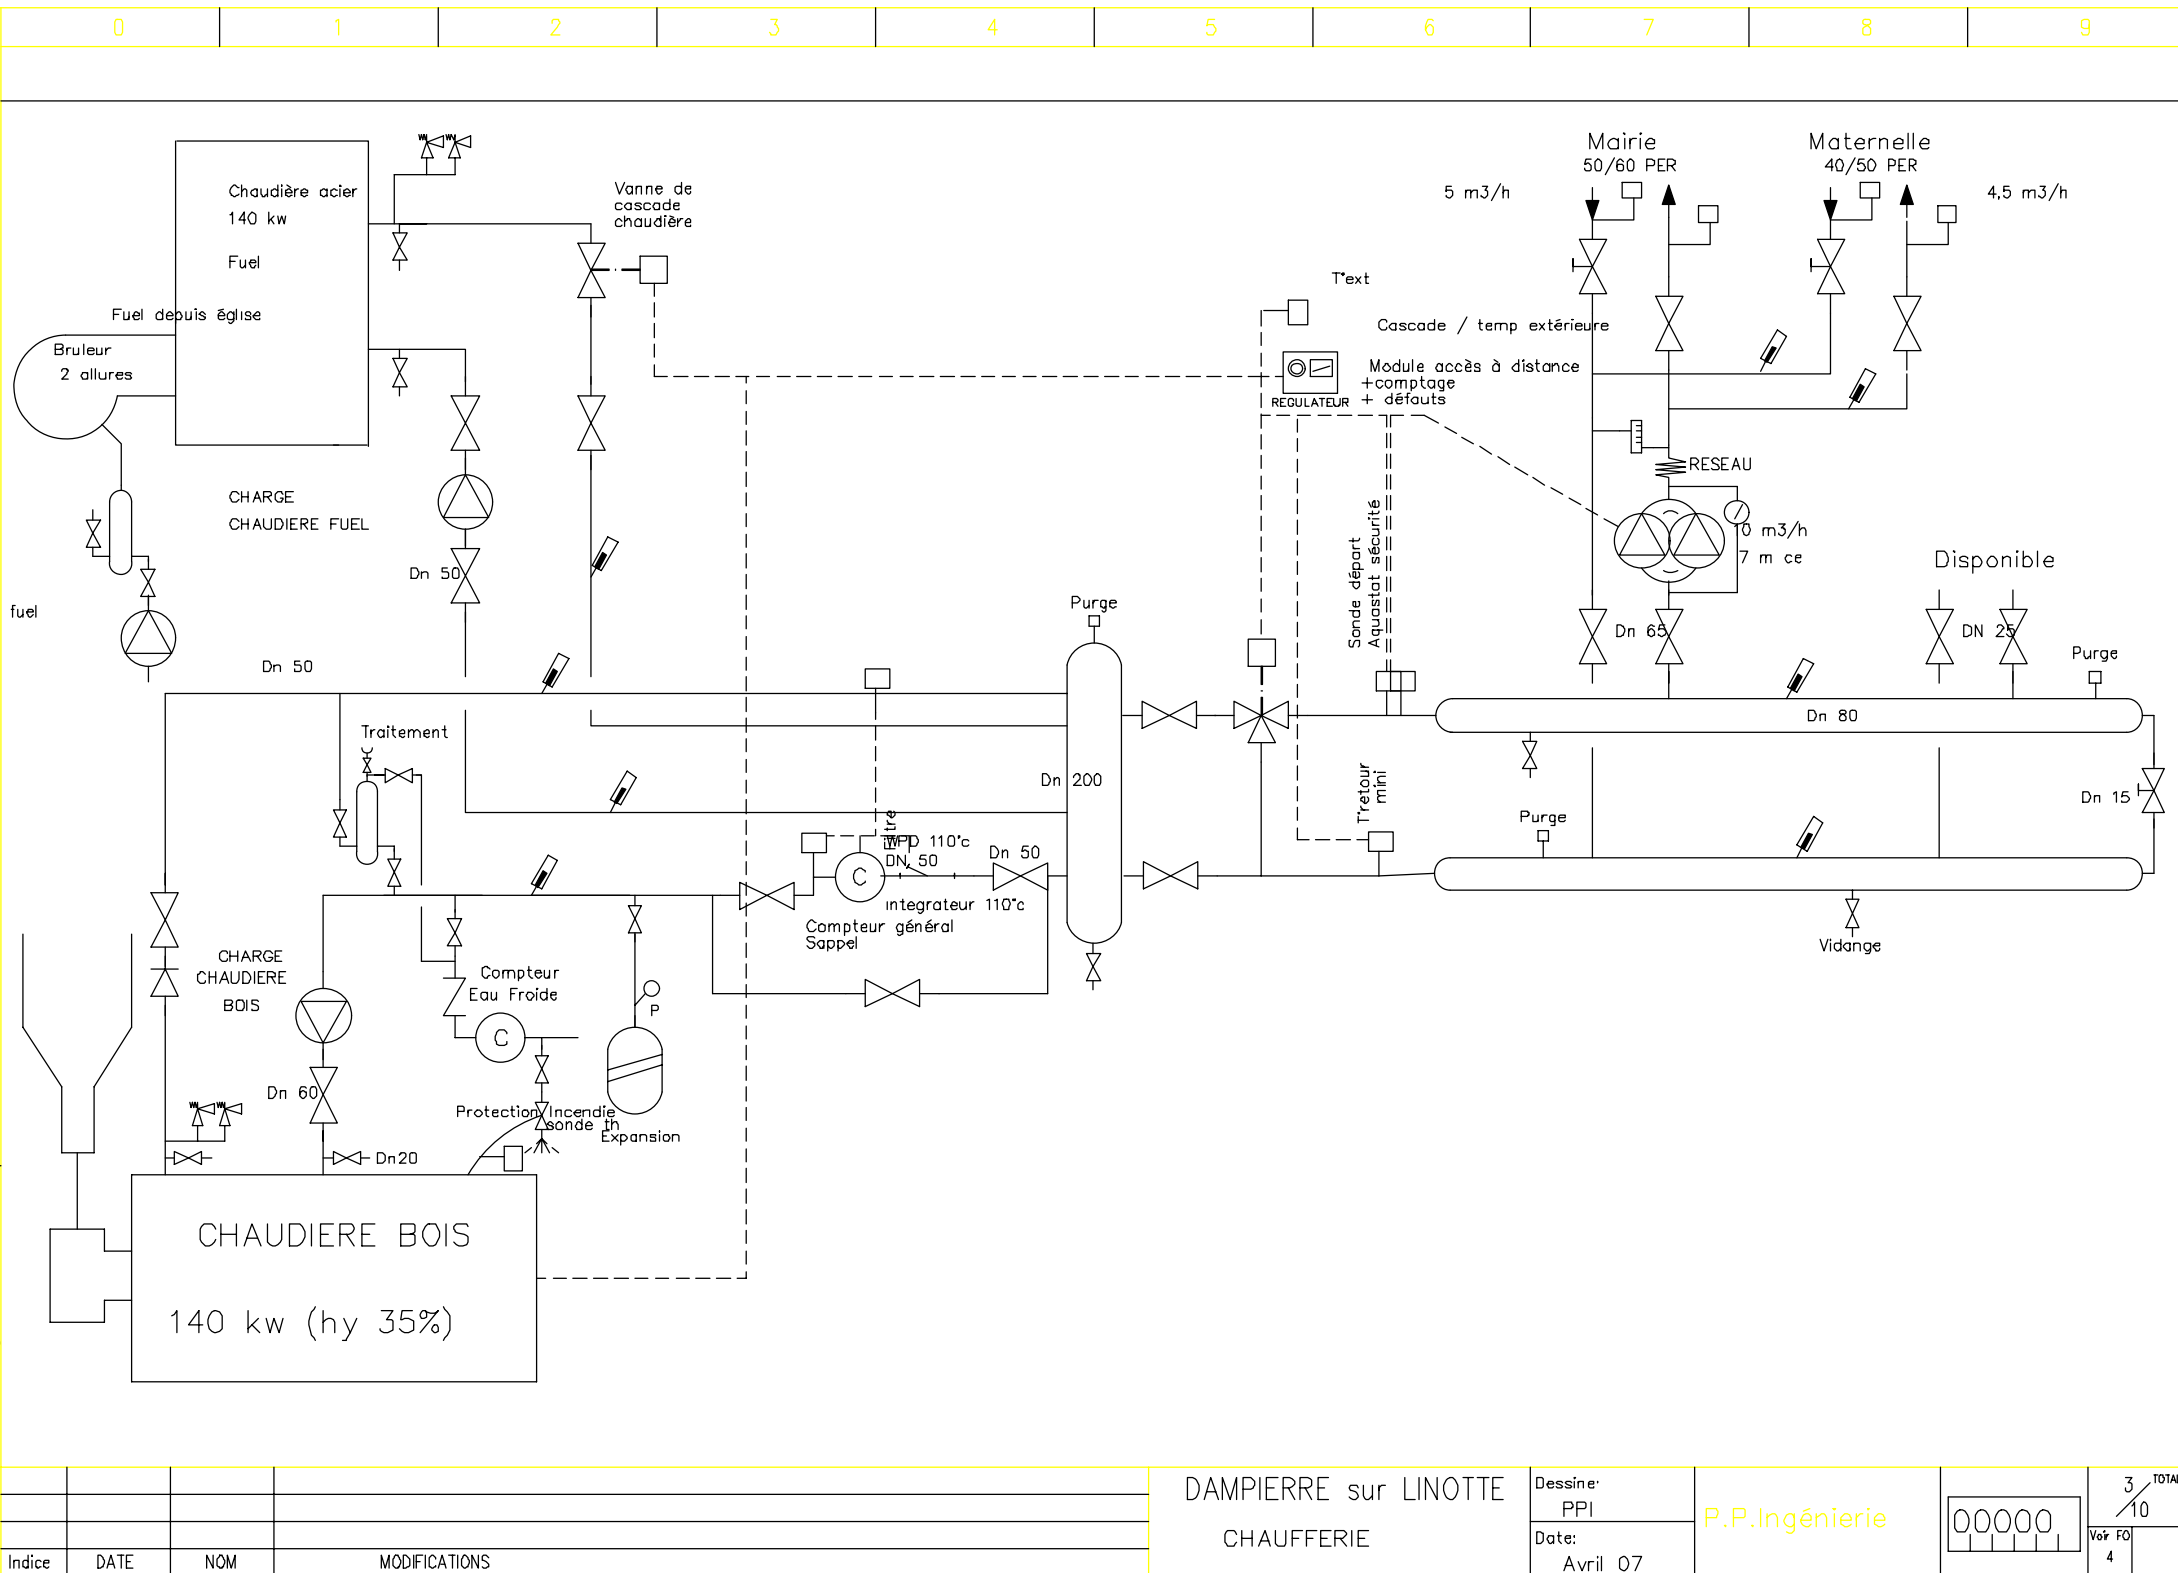 0 1 2 3 4 5 6 7 8 9
Chaudière acier
140 kw
Fuel
Fuel depuis église
Bruleur
2 allures
fuel
CHARGE
CHAUDIERE FUEL
Dn 50
Dn 50
Vanne de
cascade
chaudière
Mairie
50/60 PER
5 m3/h
Maternelle
40/50 PER
4,5 m3/h
T°ext
Cascade / temp extérieure
Module accès à distance
+comptage
+ défauts
REGULATEUR
RESEAU
10 m3/h
7 m ce
Sonde départ
Aquastat sécurité
Disponible
Dn 65
DN 25
Purge
Purge
Dn 80
Dn 200
Dn 15
T°retour
mini
Purge
Vidange
Traitement
Filtre
WPD 110°c
DN 50
Dn 50
C
integrateur 110°c
Compteur général
Sappel
CHARGE
CHAUDIERE
BOIS
Compteur
Eau Froide
C
P
Dn 60
Protection Incendie
sonde th
Expansion
Dn20
CHAUDIERE BOIS
140 kw (hy 35%)
Indice DATE NOM MODIFICATIONS
DAMPIERRE sur LINOTTE
CHAUFFERIE
Dessine:
PPI
Date:
Avril 07
P.P.Ingénierie
00000
3/10
TOTAL
Voir FO
4